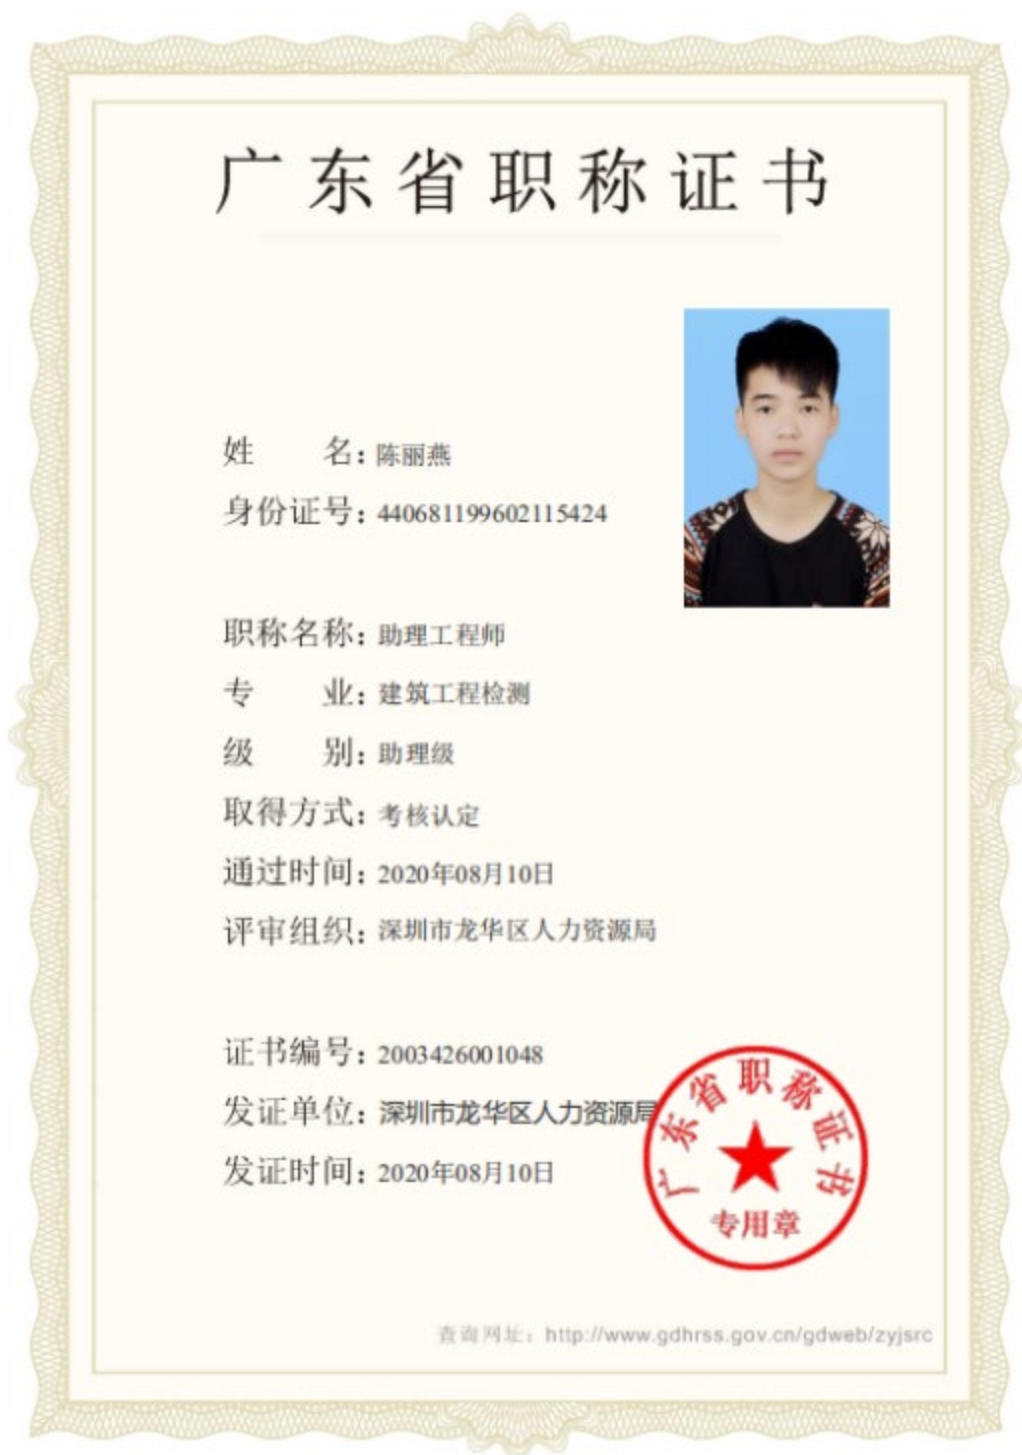 广东省职称证书
姓名：陈丽燕
身份证号：440681199602115424
职称名称：助理工程师
专业：建筑工程检测
级别：助理级
取得方式：考核认定
通过时间：2020年08月10日
评审组织：深圳市龙华区人力资源局
证书编号：2003426001048
发证单位：深圳市龙华区人力资源局
发证时间：2020年08月10日
广东省职称证书
专用章
查询网址：http://www.gdhrss.gov.cn/gdweb/zyjsrc